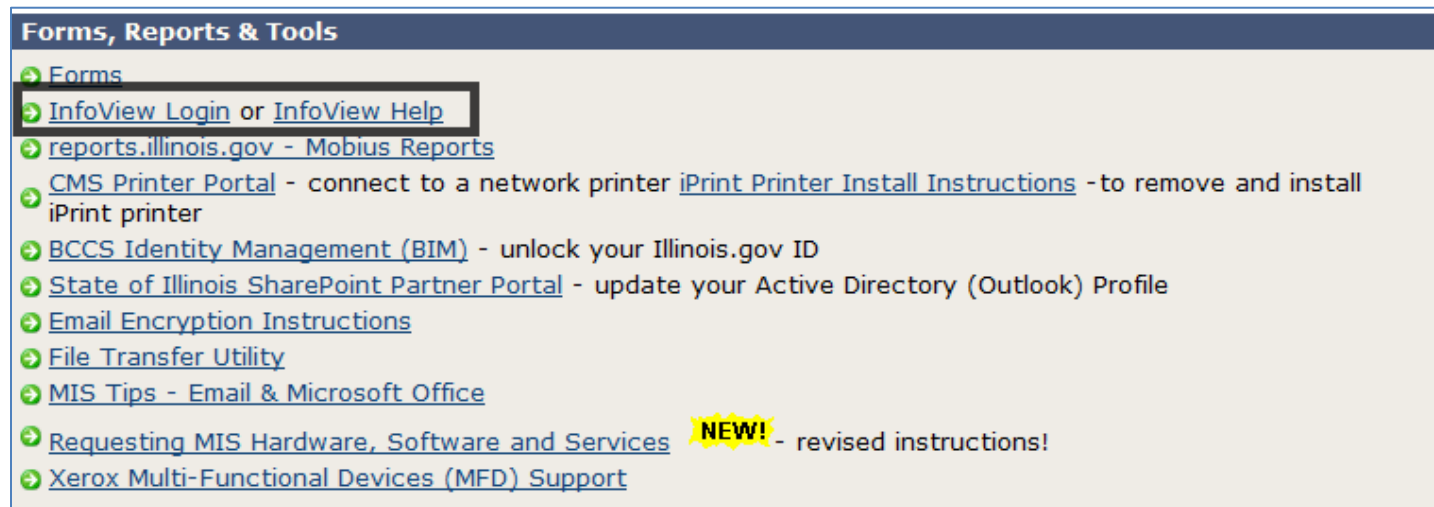 Forms, Reports & Tools
Forms
InfoView Login or InfoView Help
reports.illinois.gov - Mobius Reports
CMS Printer Portal - connect to a network printer iPrint Printer Install Instructions -to remove and install
iPrint printer
BCCS Identity Management (BIM) - unlock your Illinois.gov ID
State of Illinois SharePoint Partner Portal - update your Active Directory (Outlook) Profile
Email Encryption Instructions
File Transfer Utility
MIS Tips - Email & Microsoft Office
Requesting MIS Hardware, Software and Services NEW! - revised instructions!
Xerox Multi-Functional Devices (MFD) Support